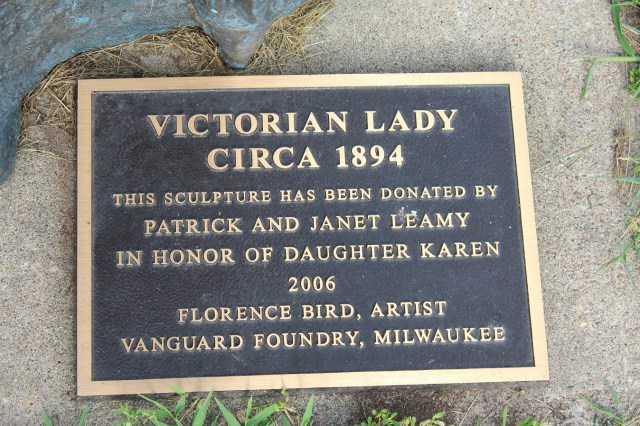 VICTORIAN LADY
CIRCA 1894
THIS SCULPTURE HAS BEEN DONATED BY
PATRICK AND JANET LEAMY
IN HONOR OF DAUGHTER KAREN
2006
FLORENCE BIRD, ARTIST
VANGUARD FOUNDRY, MILWAUKEE